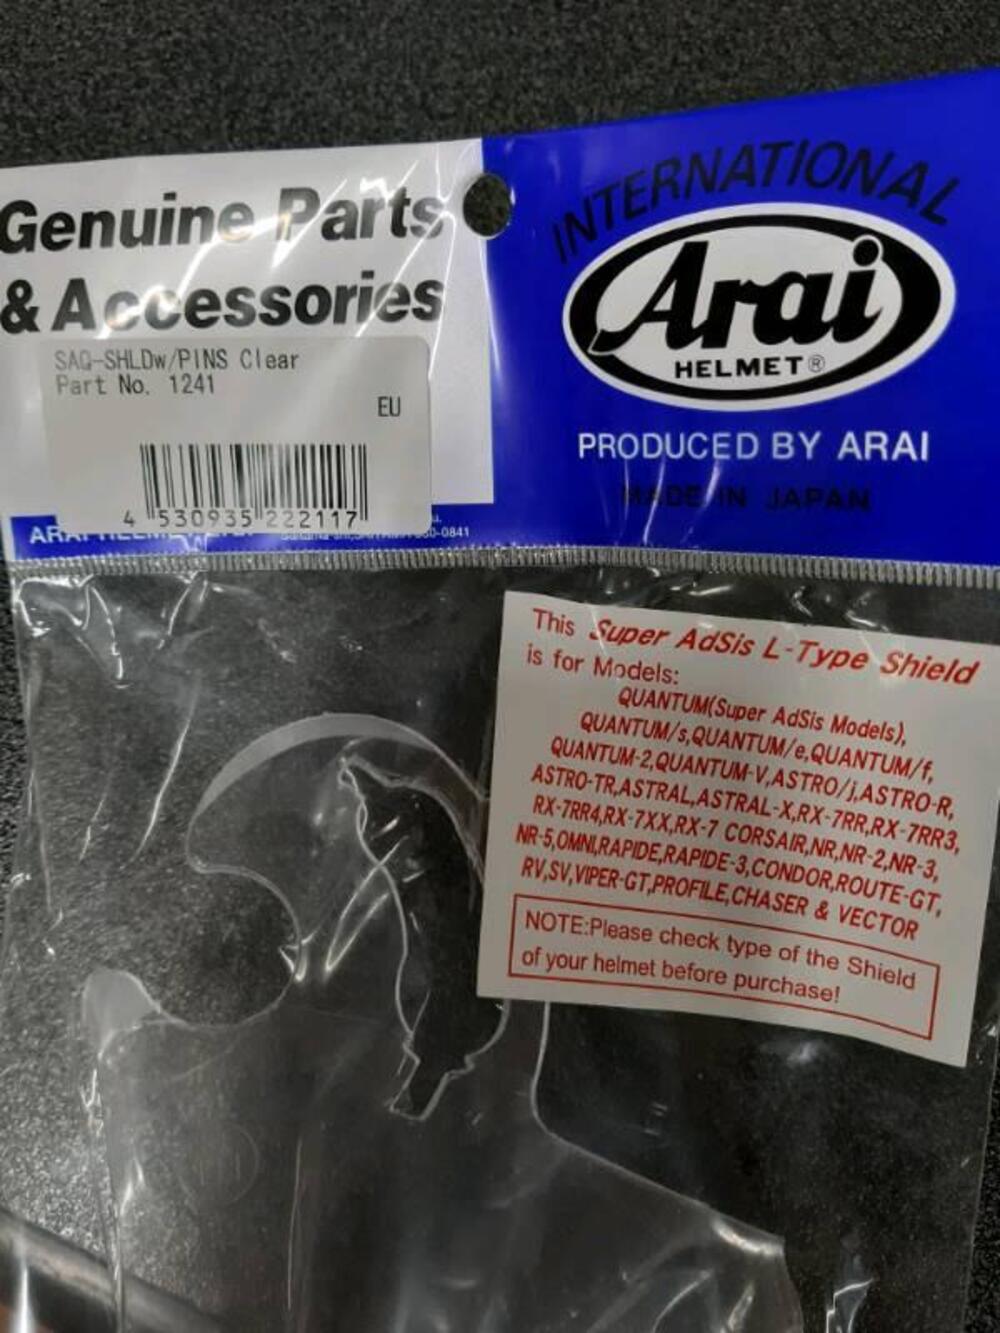 Genuine Parts
& Accessories
SAQ-SHLDw/PINS Clear
Part No. 1241
EU
4 530935 222117
INTERNATIONAL
Arai
HELMET®
PRODUCED BY ARAI
MADE IN JAPAN
This Super AdSis L-Type Shield
is for Models:
QUANTUM(Super AdSis Models),
QUANTUM/s,QUANTUM/e,QUANTUM/f,
QUANTUM-2,QUANTUM-V,ASTRO/j,ASTRO-R,
ASTRO-TR,ASTRAL,ASTRAL-X,RX-7RR,RX-7RR3,
RX-7RR4,RX-7XX,RX-7 CORSAIR,NR,NR-2,NR-3,
NR-5,OMNI,RAPIDE,RAPIDE-3,CONDOR,ROUTE-GT,
RV,SV,VIPER-GT,PROFILE,CHASER & VECTOR
NOTE:Please check type of the Shield
of your helmet before purchase!